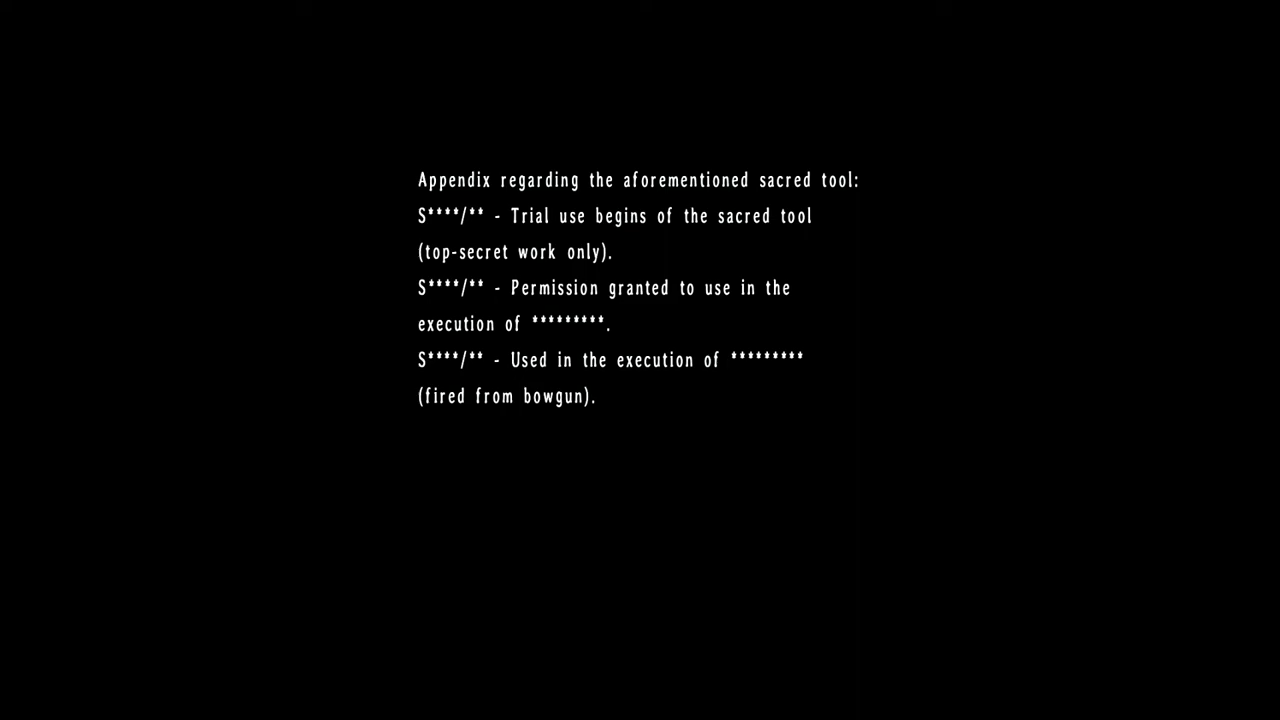 Appendix regarding the aforementioned sacred tool:
S****/** - Trial use begins of the sacred tool
(top-secret work only).
S****/** - Permission granted to use in the
execution of *********.
S****/** - Used in the execution of *********
(fired from bowgun).